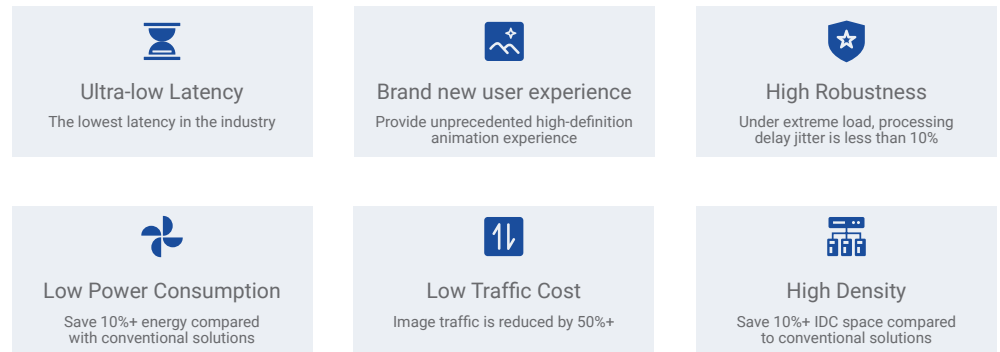 Ultra-low Latency
The lowest latency in the industry
Brand new user experience
Provide unprecedented high-definition
animation experience
High Robustness
Under extreme load, processing
delay jitter is less than 10%
Low Power Consumption
Save 10%+ energy compared
with conventional solutions
Low Traffic Cost
Image traffic is reduced by 50%+
High Density
Save 10%+ IDC space compared
to conventional solutions